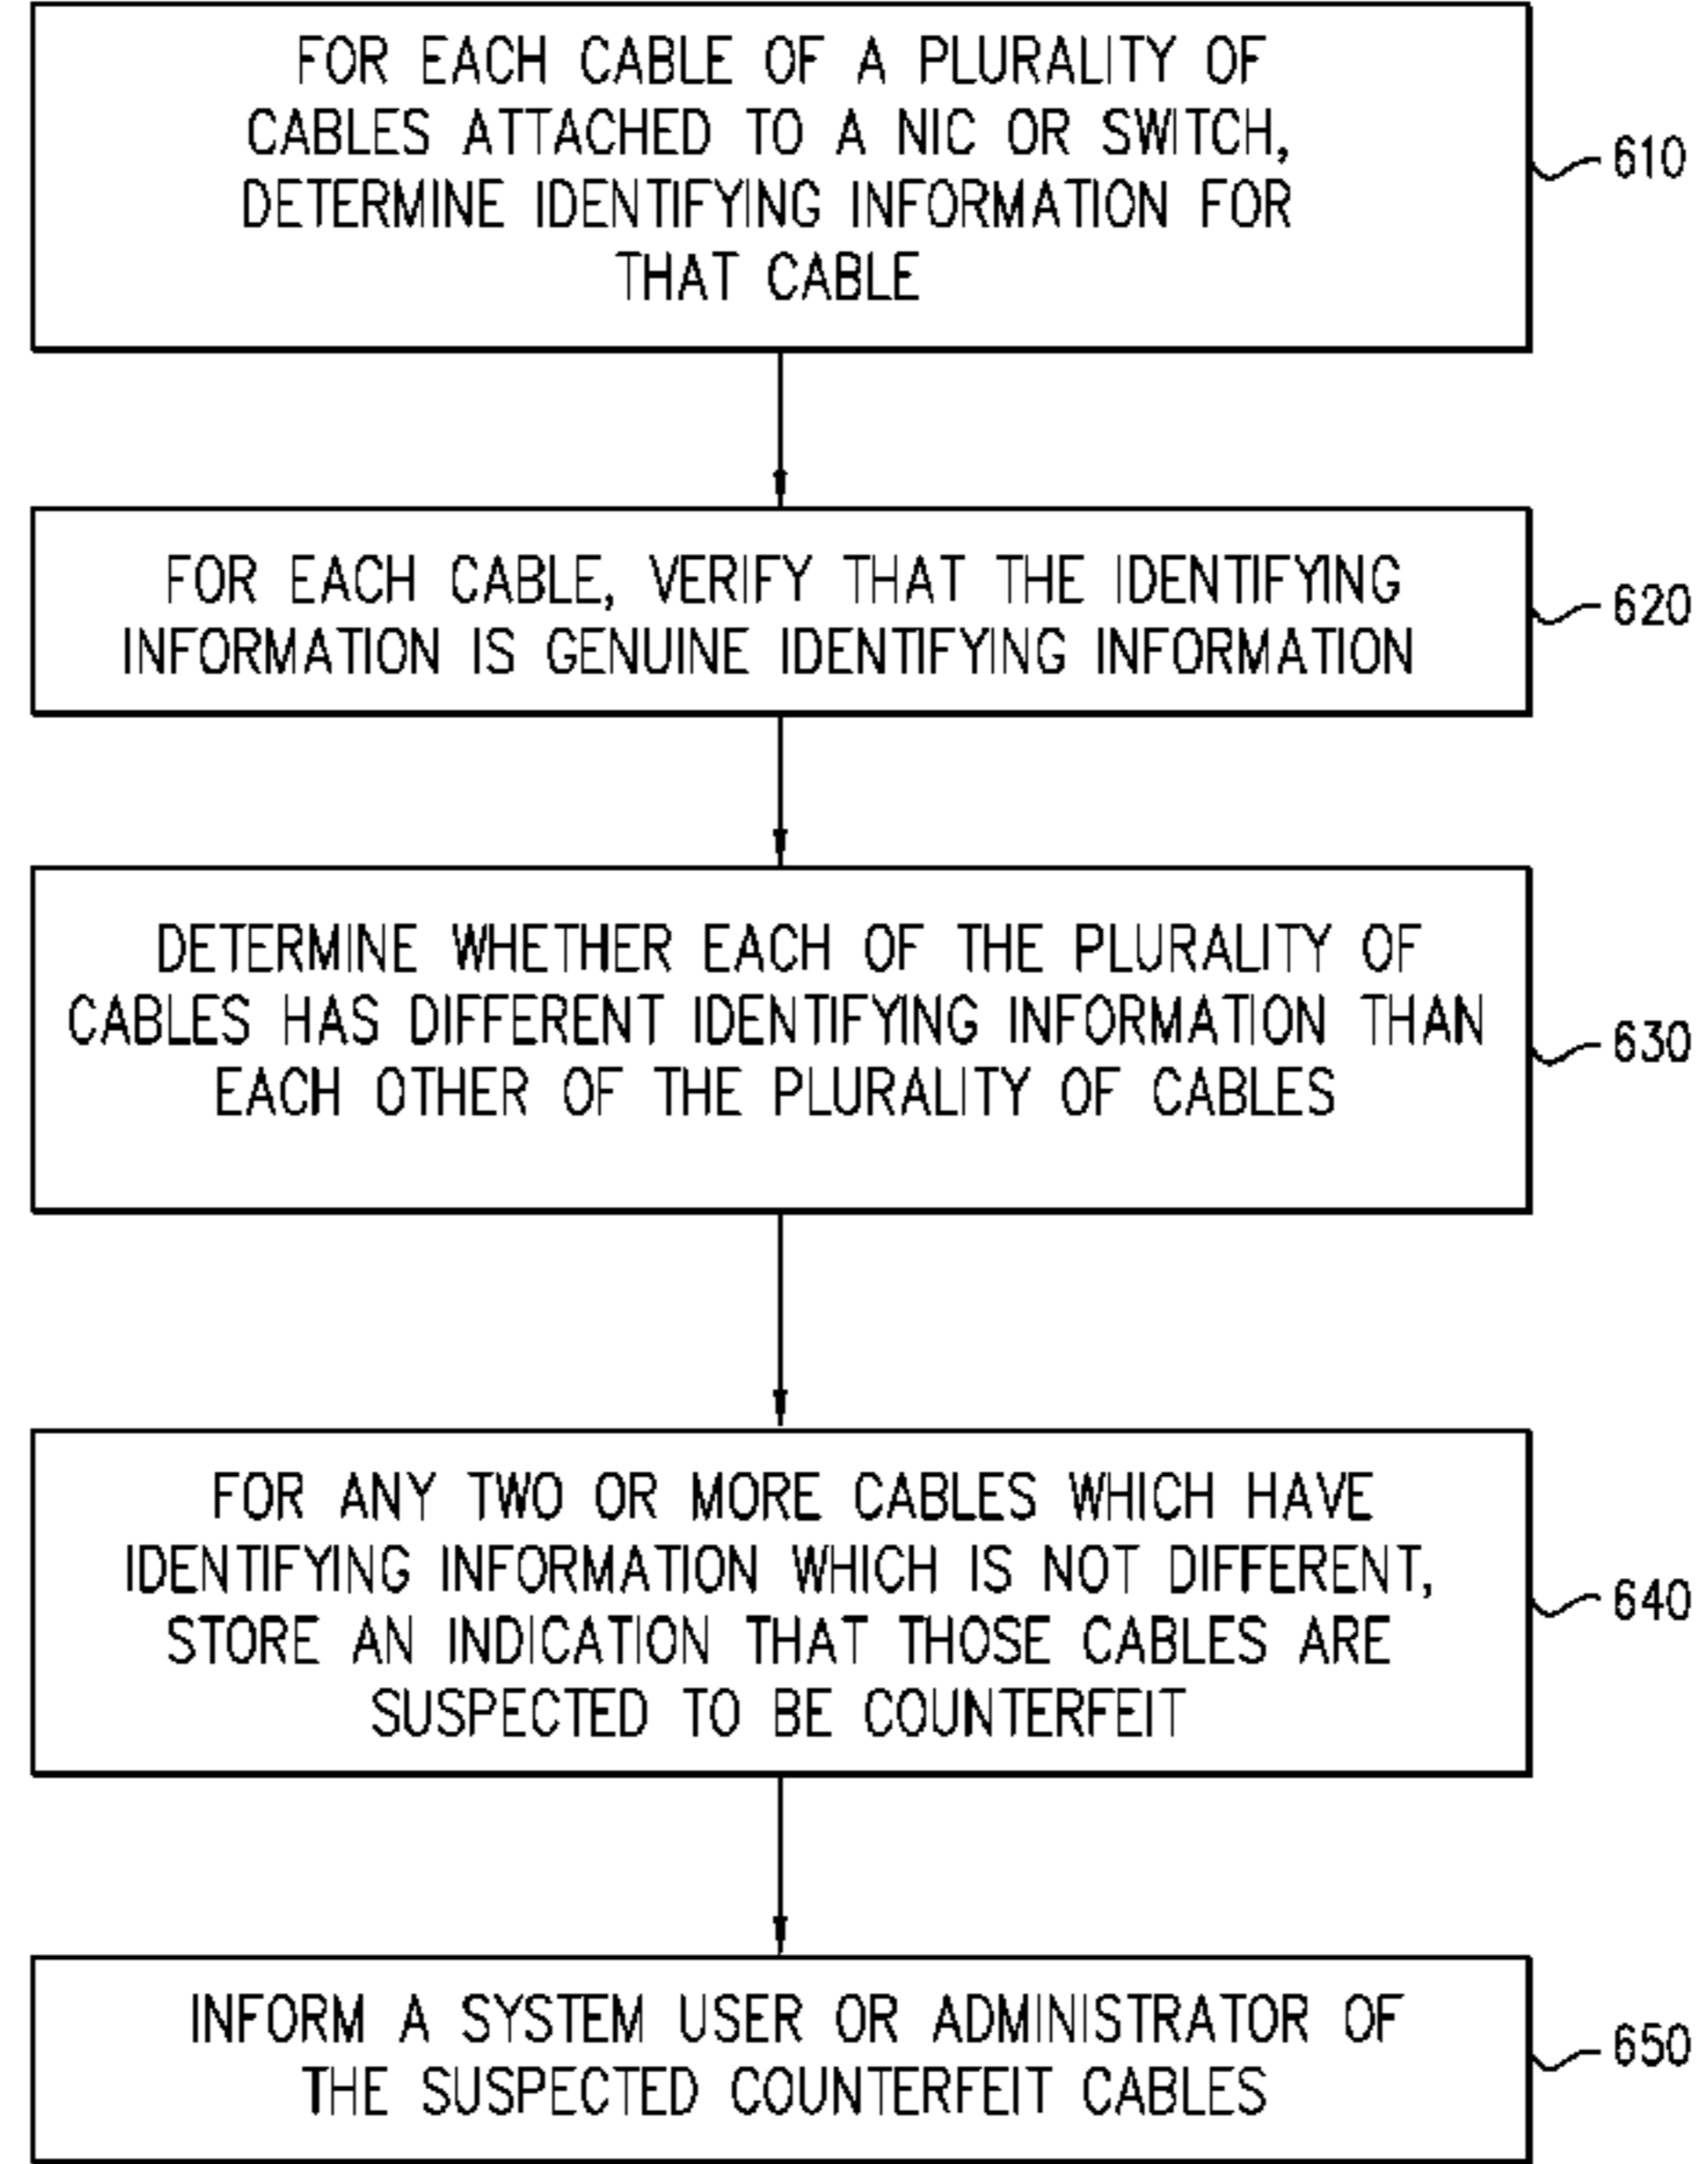 FOR EACH CABLE OF A PLURALITY OF
CABLES ATTACHED TO A NIC OR SWITCH,
DETERMINE IDENTIFYING INFORMATION FOR
THAT CABLE
610
FOR EACH CABLE, VERIFY THAT THE IDENTIFYING
INFORMATION IS GENUINE IDENTIFYING INFORMATION
620
DETERMINE WHETHER EACH OF THE PLURALITY OF
CABLES HAS DIFFERENT IDENTIFYING INFORMATION THAN
EACH OTHER OF THE PLURALITY OF CABLES
630
FOR ANY TWO OR MORE CABLES WHICH HAVE
IDENTIFYING INFORMATION WHICH IS NOT DIFFERENT,
STORE AN INDICATION THAT THOSE CABLES ARE
SUSPECTED TO BE COUNTERFEIT
640
INFORM A SYSTEM USER OR ADMINISTRATOR OF
THE SUSPECTED COUNTERFEIT CABLES
650